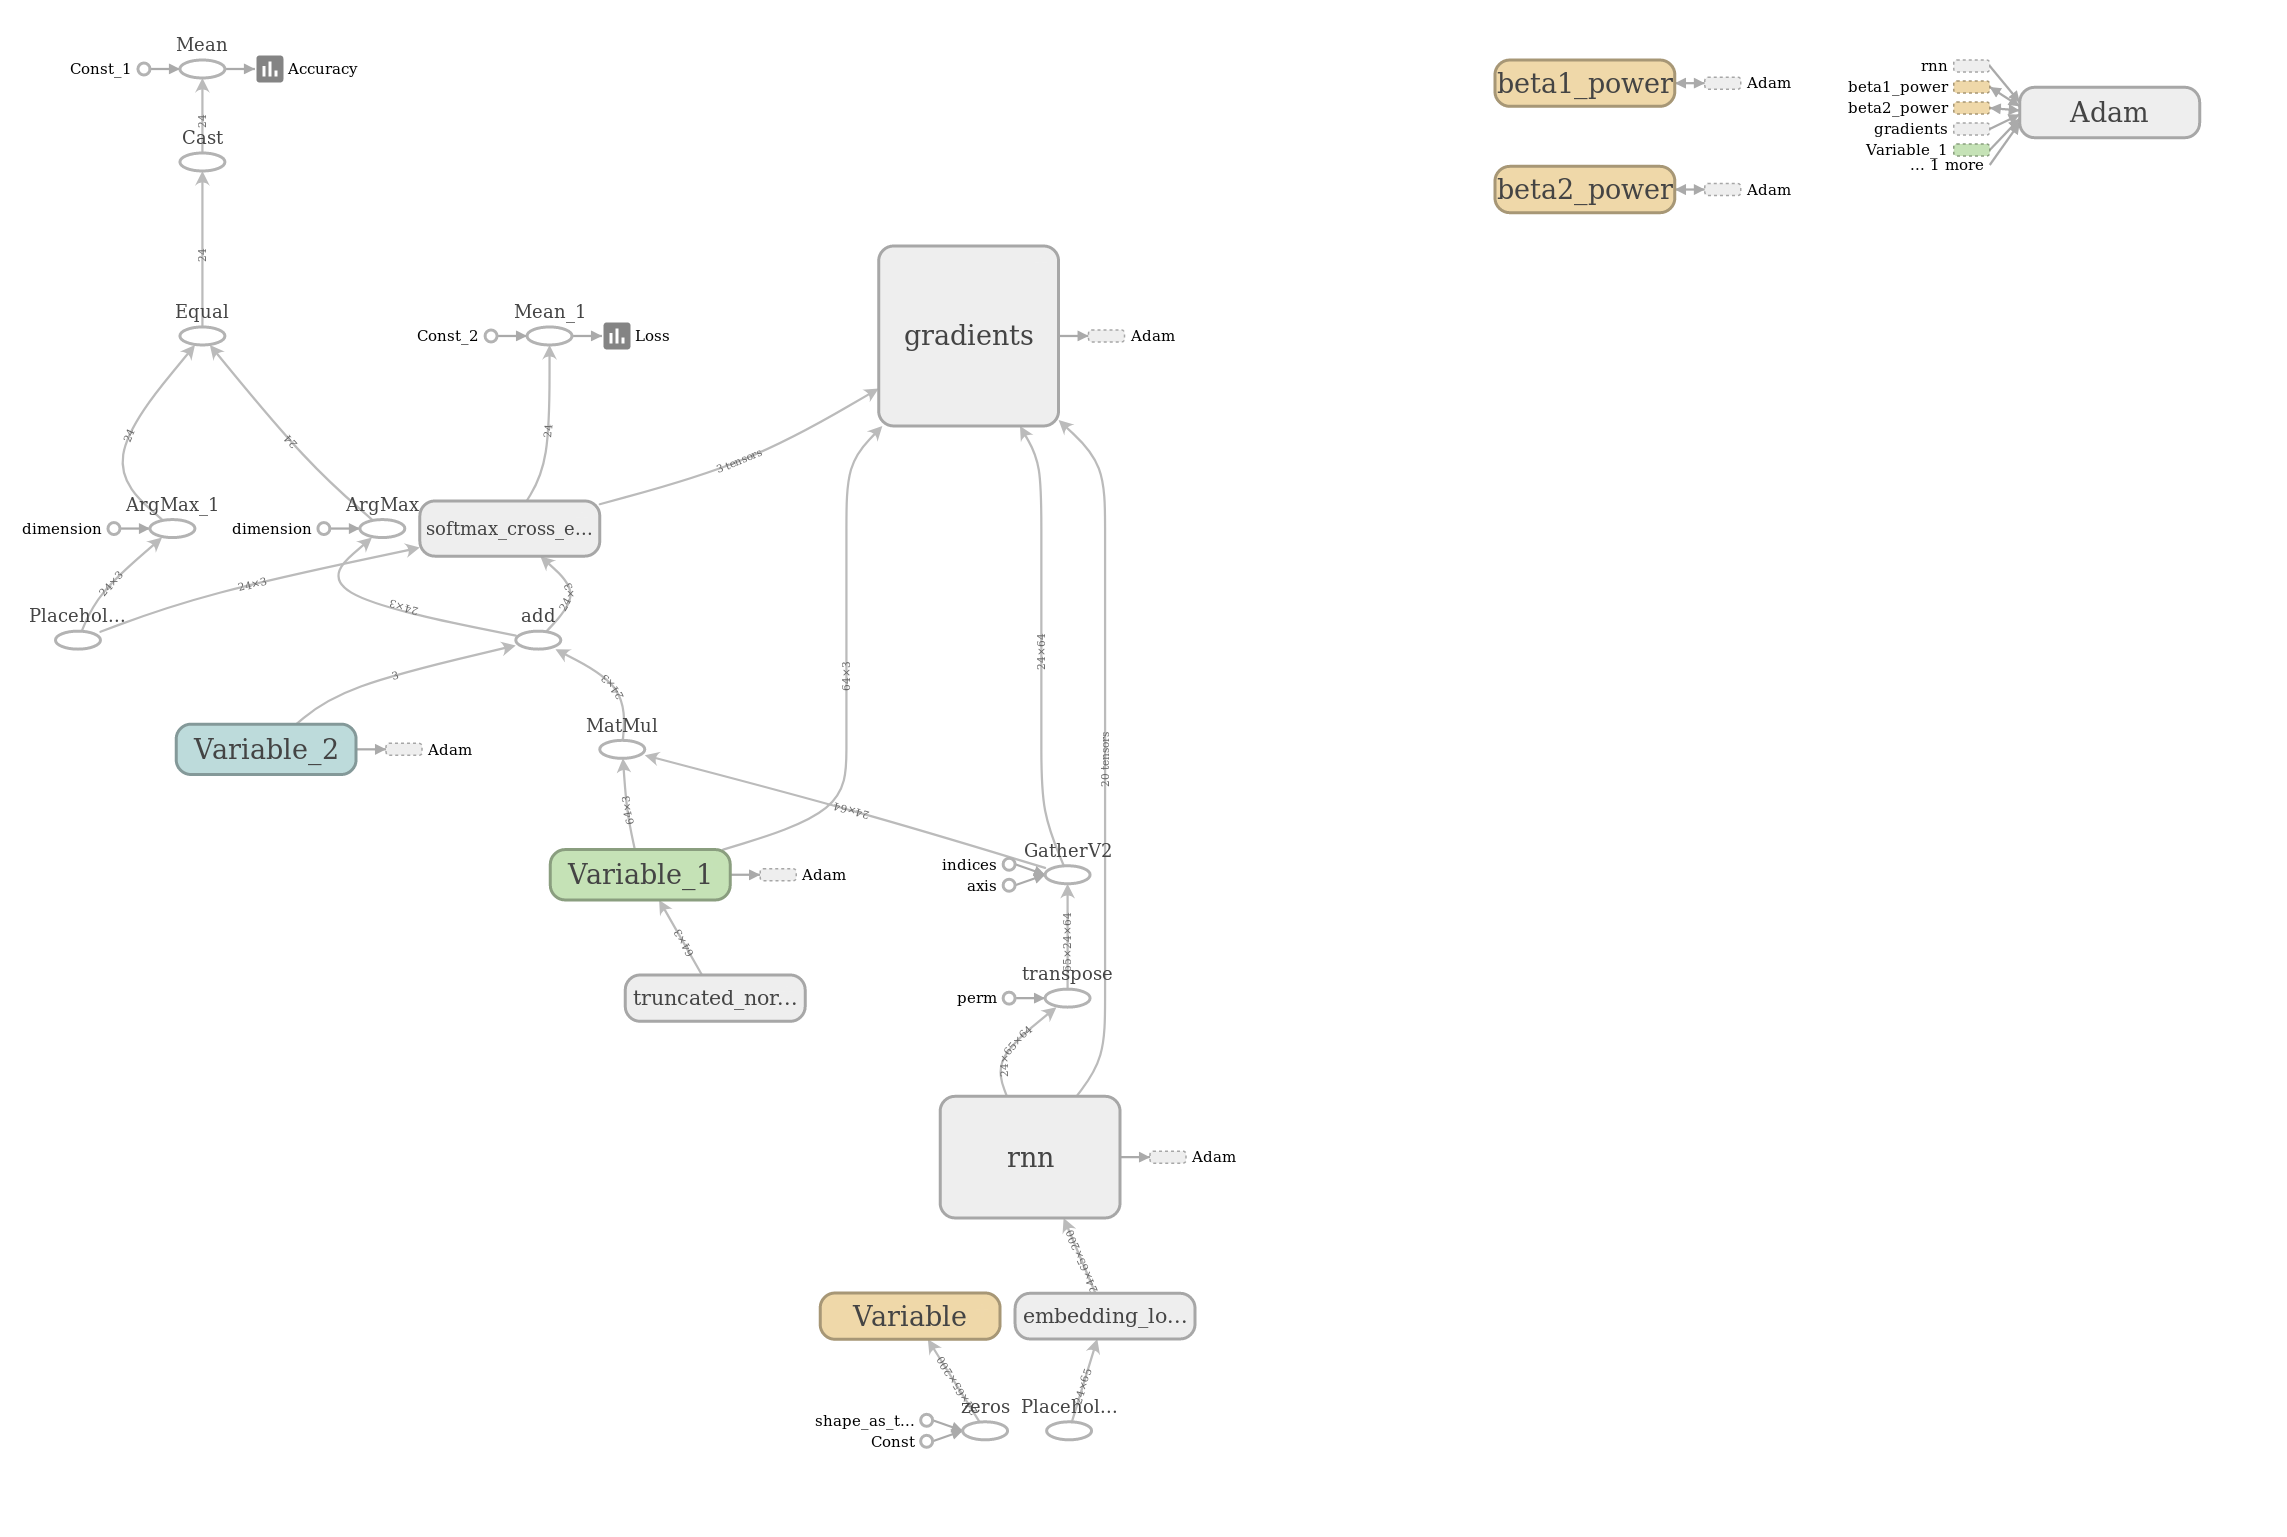 Mean
Const_1
Accuracy
24
Cast
24
Equal
24
24
Const_2
Mean_1
Loss
24
gradients
Adam
3 tensors
ArgMax_1
dimension
ArgMax
dimension
softmax_cross_e...
24×3
24×3
24×3
24×3
Placehol...
add
3
24×3
Variable_2
Adam
MatMul
64×3
24×64
20 tensors
64×3
24×64
Variable_1
Adam
GatherV2
indices
axis
64×3
65×24×64
truncated_nor...
transpose
perm
24×65×64
rnn
Adam
24×65×200
Variable
embedding_lo...
24×65
zeros
Placehol...
shape_as_t...
Const
beta1_power
Adam
beta2_power
Adam
rnn
beta1_power
beta2_power
gradients
Variable_1
... 1 more
Adam